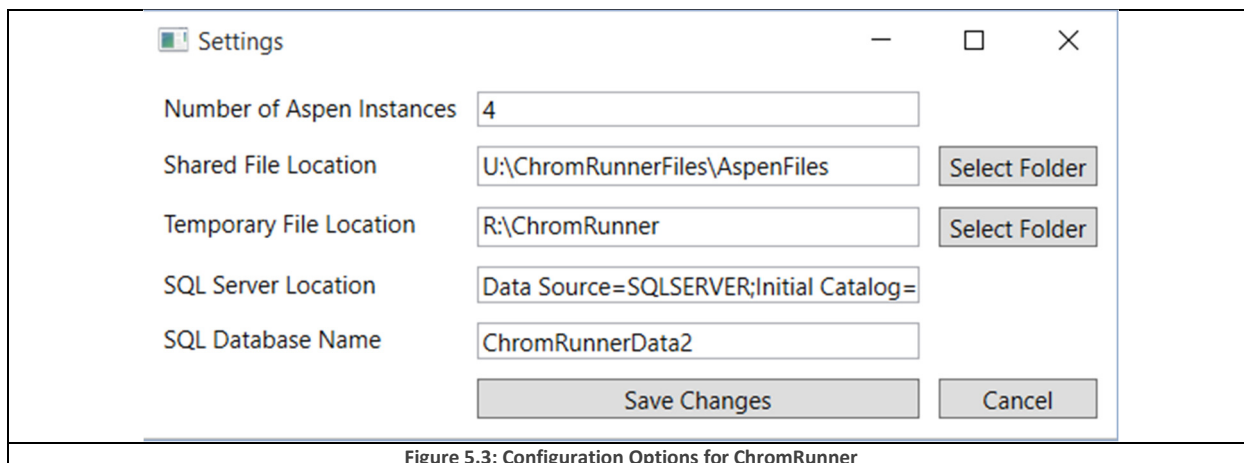 Settings
Number of Aspen Instances 4
Shared File Location U:\ChromRunnerFiles\AspenFiles Select Folder
Temporary File Location R:\ChromRunner Select Folder
SQL Server Location Data Source=SQLSERVER;Initial Catalog=
SQL Database Name ChromRunnerData2
Save Changes Cancel
Figure 5.3: Configuration Options for ChromRunner